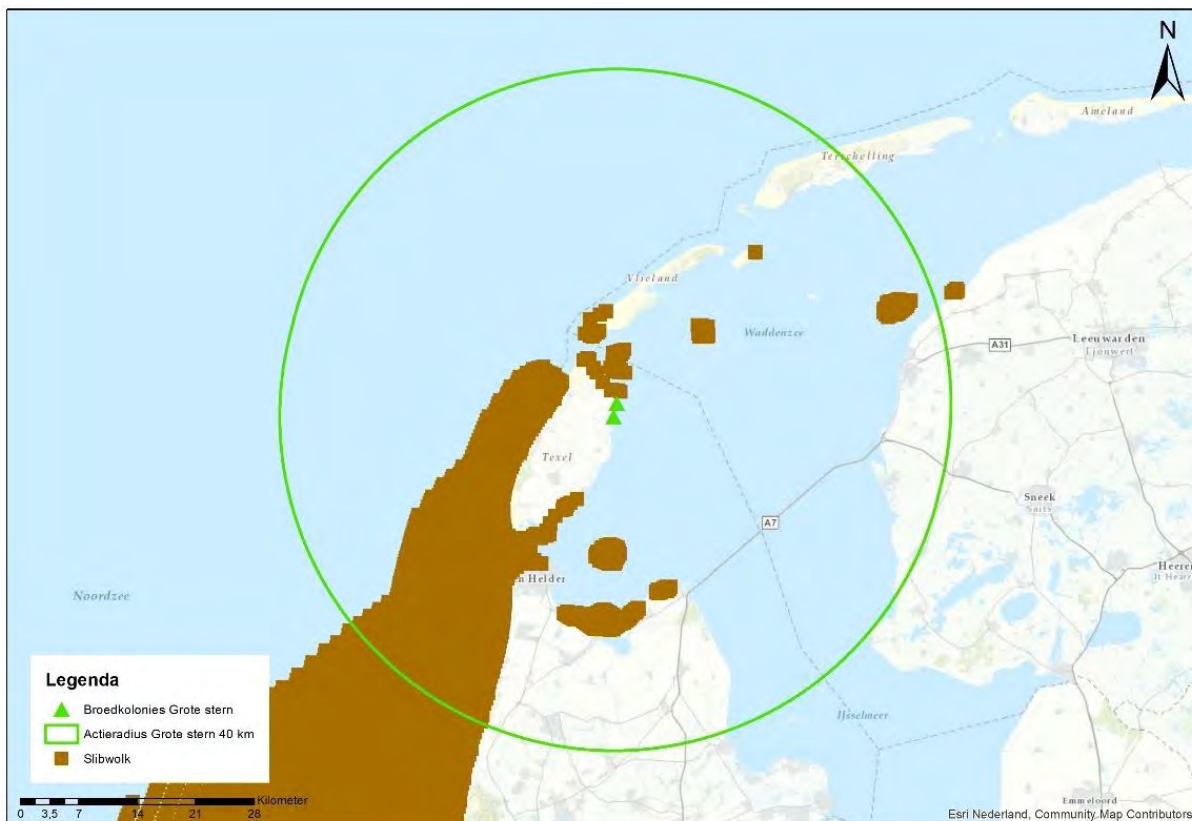 N
Ameland
Terschelling
Vlieland
Waddenzee
A31
Leeuwarden
Ljouwert
Texel
Sneek
Snits
A7
n Helder
Heeren
It Hearr
Noordzee
IJsselmeer
Emmeloord
Legenda
Broedkolonies Grote stern
Actieradius Grote stern 40 km
Slibwolk
Kilometer
0 3,5 7 14 21 28
Esri Nederland, Community Map Contributors